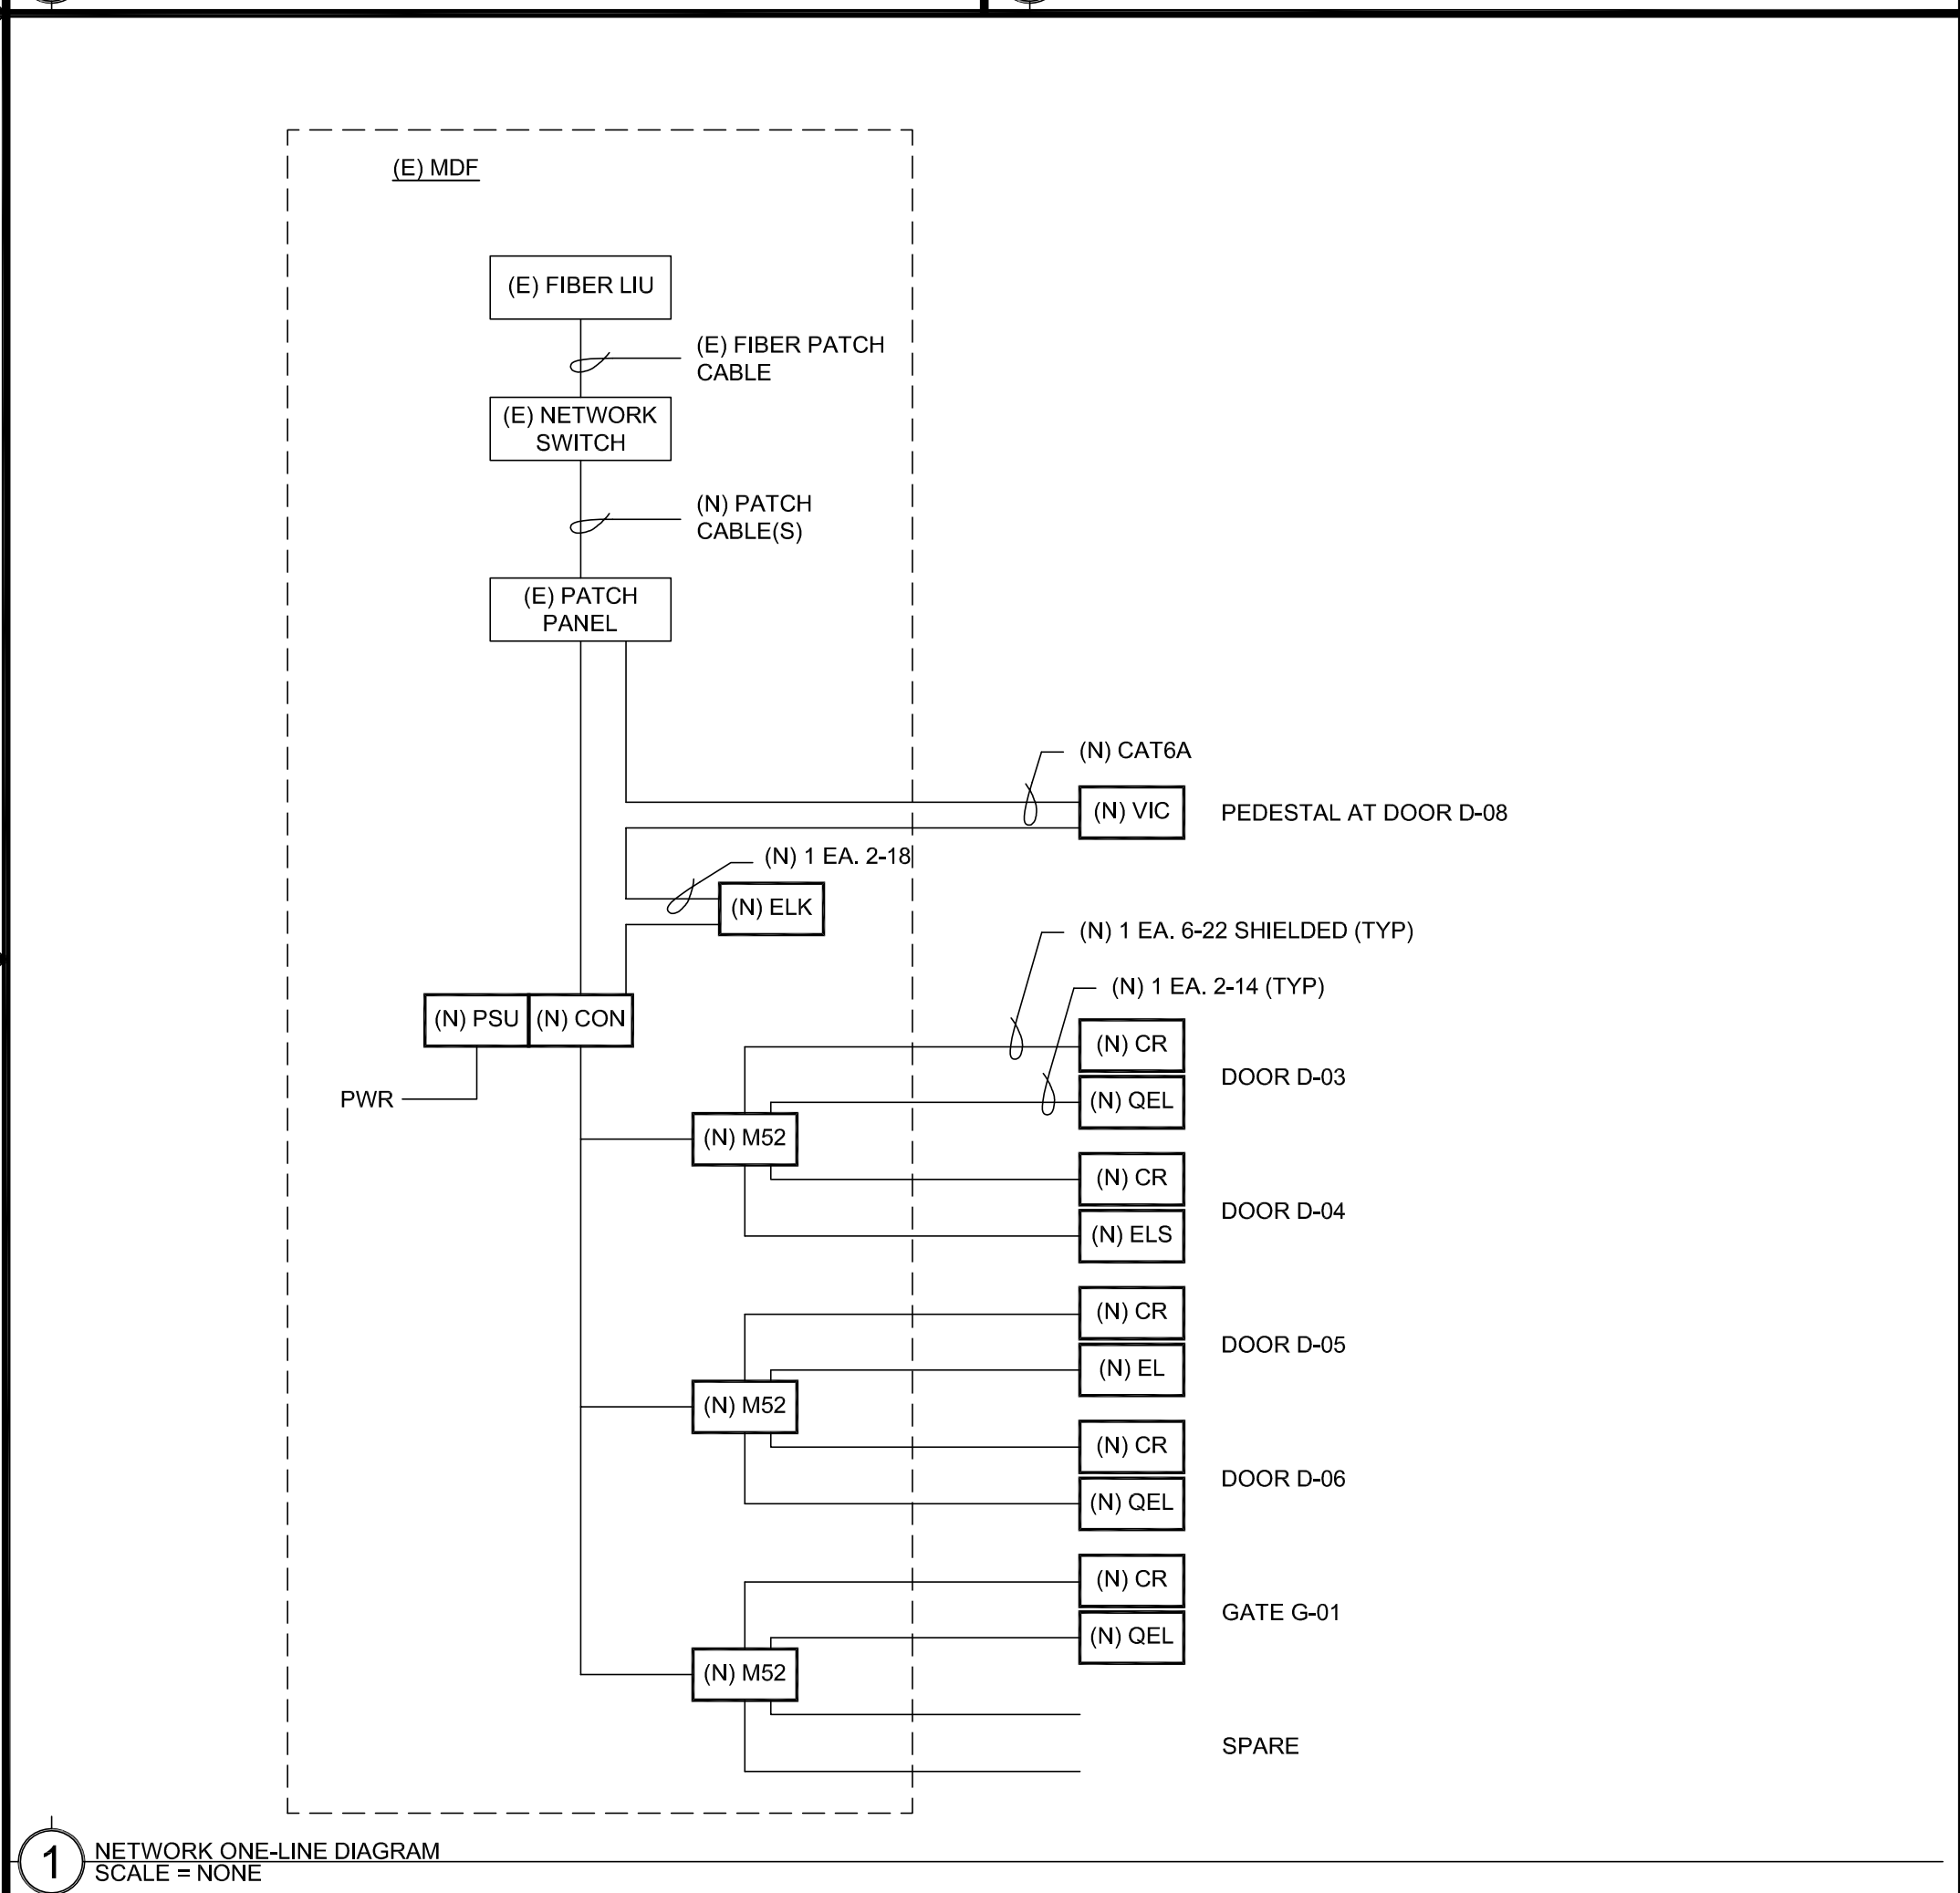 (E) MDF
(E) FIBER LIU
(E) FIBER PATCH
CABLE
(E) NETWORK
SWITCH
(N) PATCH
CABLE(S)
(E) PATCH
PANEL
(N) CAT6A
(N) VIC
PEDESTAL AT DOOR D-08
(N) 1 EA. 2-18
(N) ELK
(N) 1 EA. 6-22 SHIELDED (TYP)
(N) 1 EA. 2-14 (TYP)
(N) PSU
(N) CON
PWR
(N) CR
DOOR D-03
(N) QEL
(N) M52
(N) CR
DOOR D-04
(N) ELS
(N) CR
DOOR D-05
(N) EL
(N) M52
(N) CR
DOOR D-06
(N) QEL
(N) CR
GATE G-01
(N) QEL
(N) M52
SPARE
1
NETWORK ONE-LINE DIAGRAM
SCALE = NONE